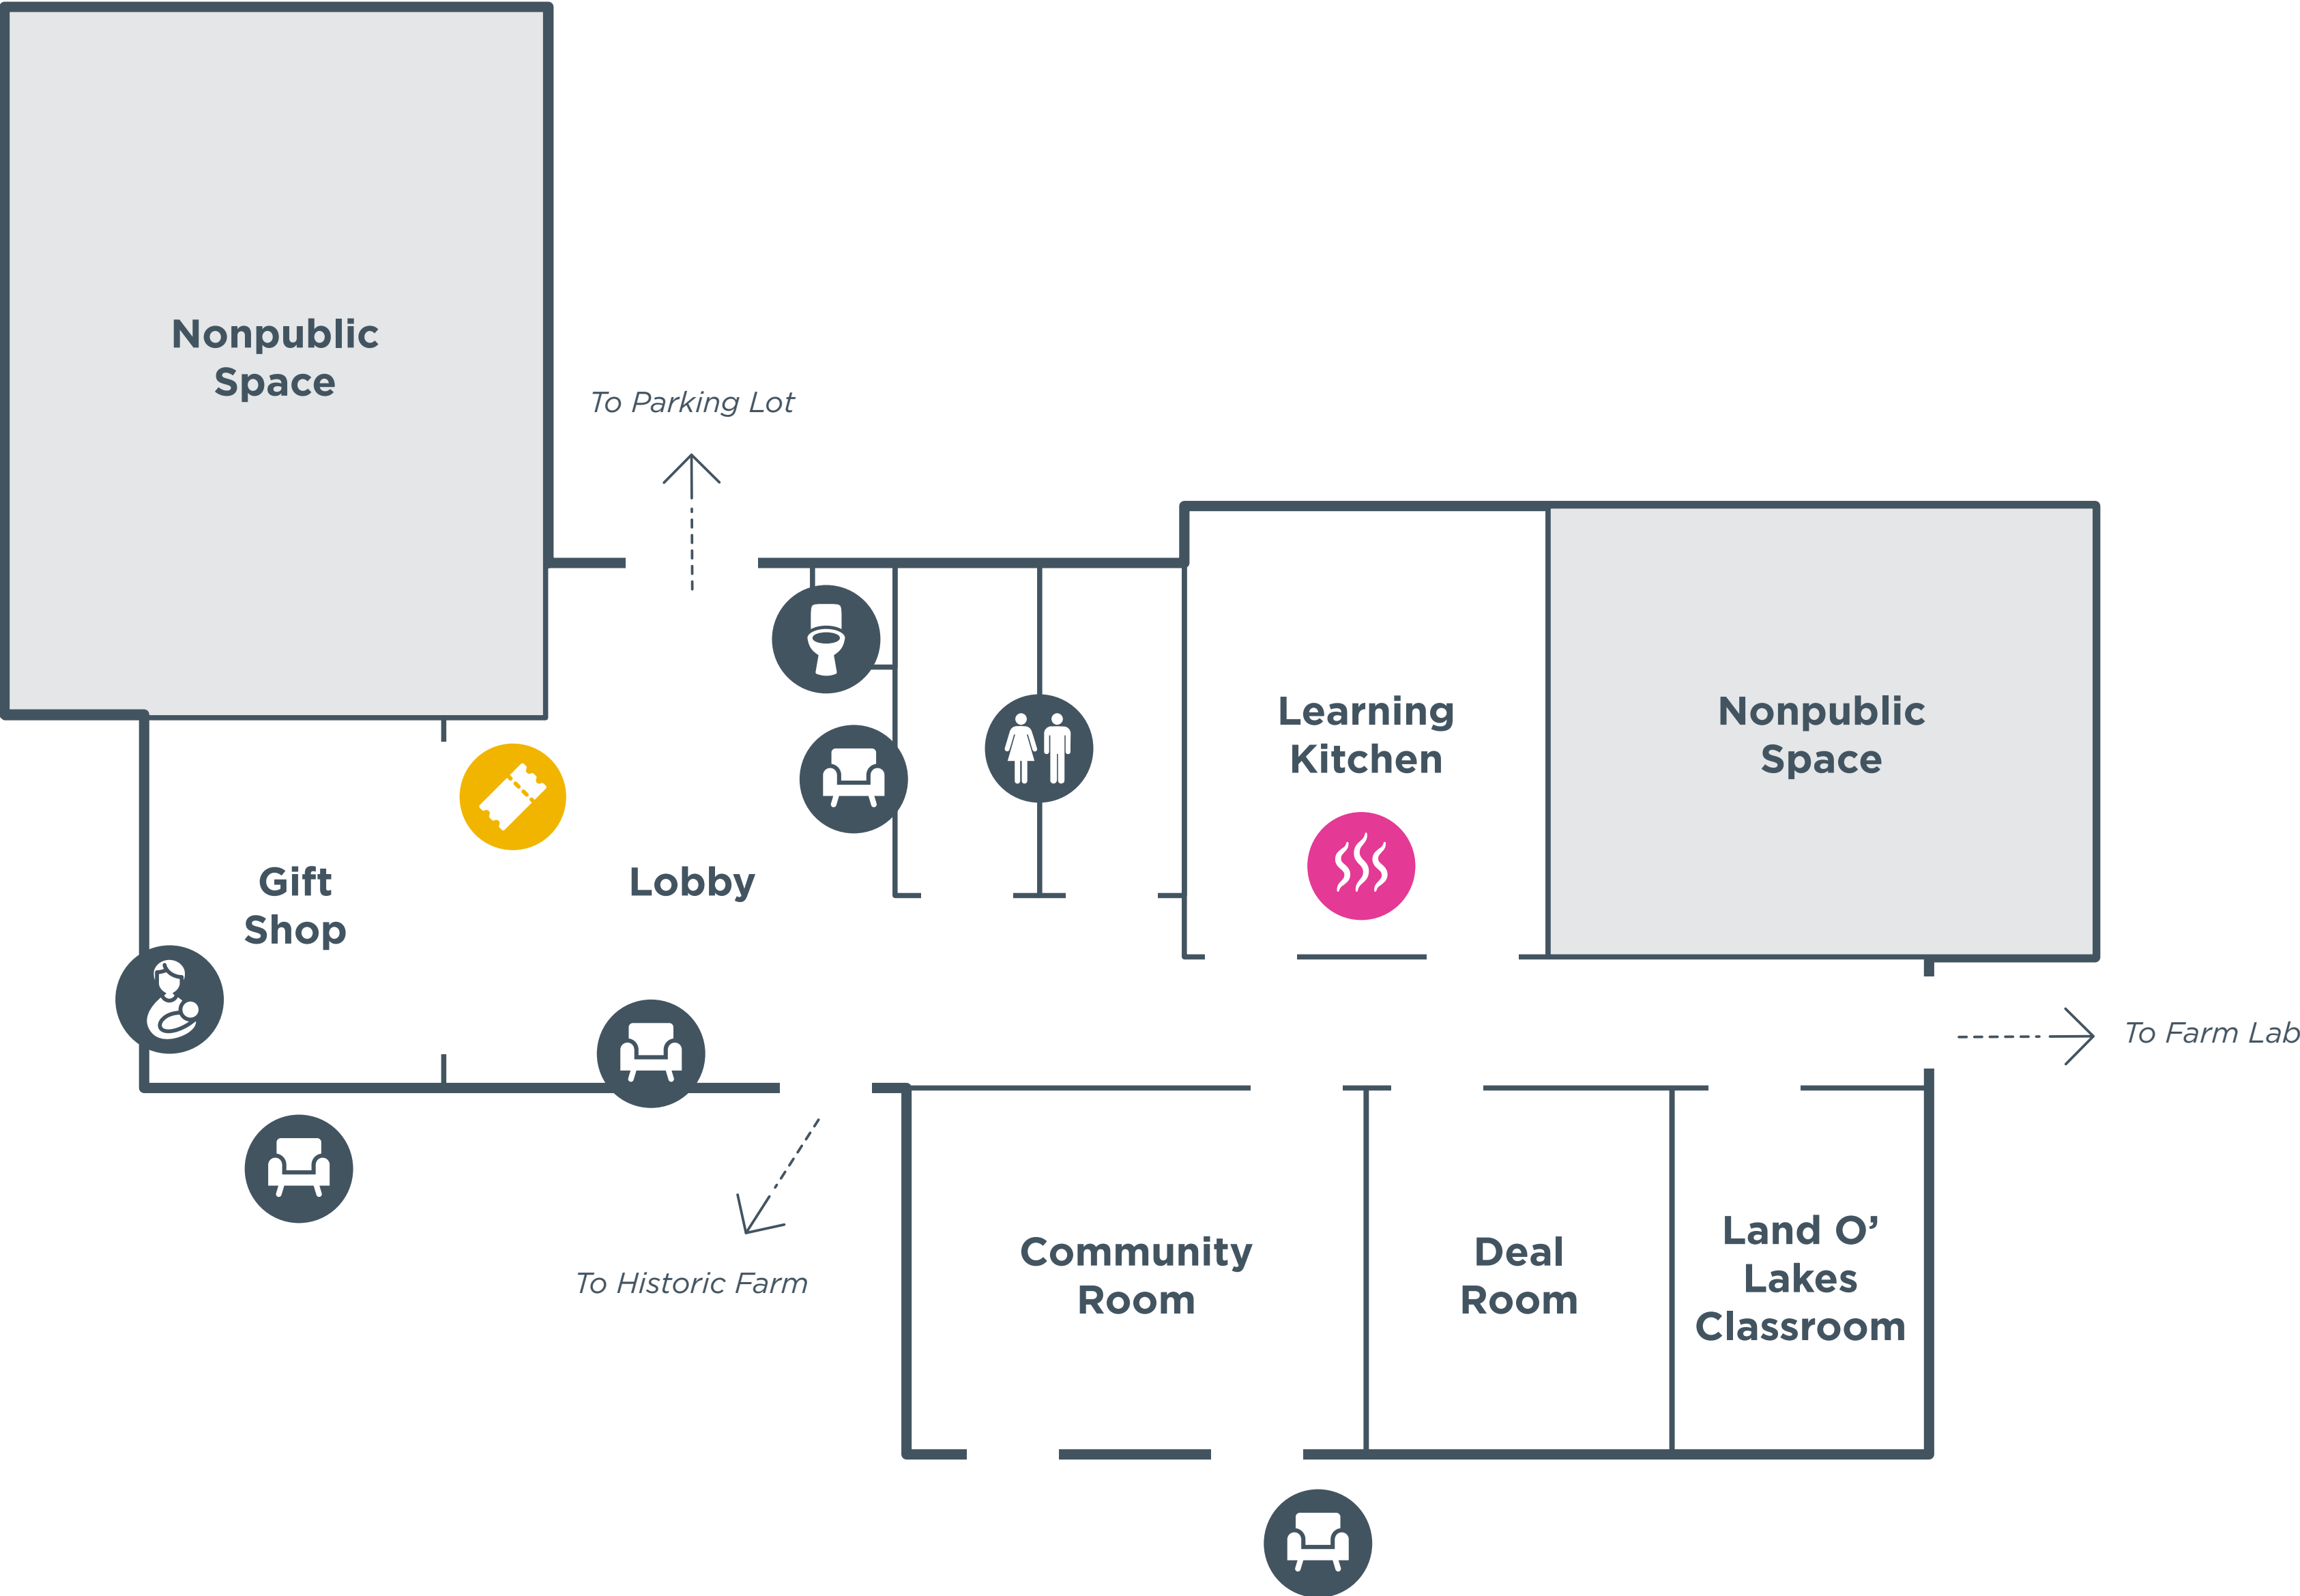 Nonpublic
Space
To Parking Lot
Learning
Kitchen
Nonpublic
Space
Gift
Shop
Lobby
To Farm Lab
To Historic Farm
Community
Room
Deal
Room
Land O’
Lakes
Classroom